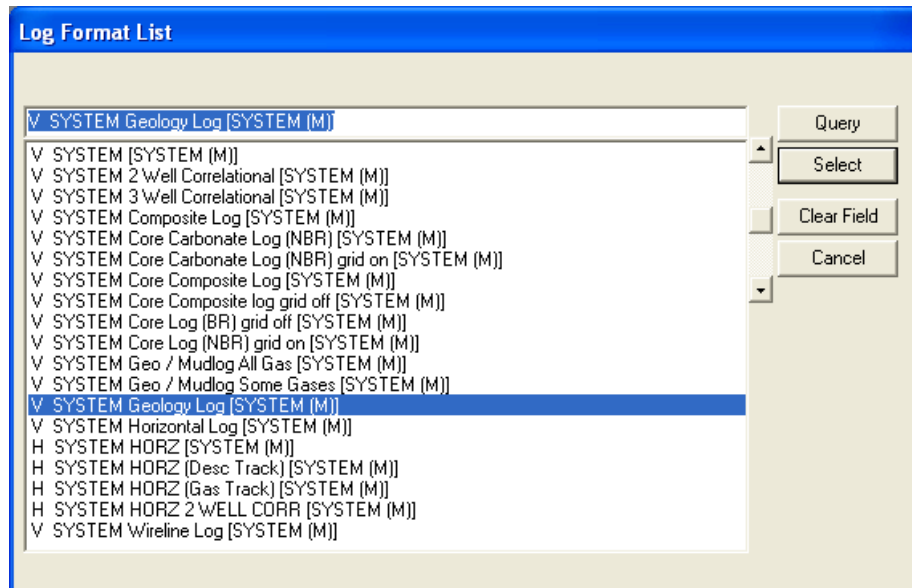 Log Format List
V SYSTEM Geology Log [SYSTEM (M)]
Query
V SYSTEM [SYSTEM (M)]
V SYSTEM 2 Well Correlational [SYSTEM (M)]
Select
V SYSTEM 3 Well Correlational [SYSTEM (M)]
V SYSTEM Composite Log [SYSTEM (M)]
Clear Field
V SYSTEM Core Carbonate Log (NBR) [SYSTEM (M)]
V SYSTEM Core Carbonate Log (NBR) grid on [SYSTEM (M)]
Cancel
V SYSTEM Core Composite Log [SYSTEM (M)]
V SYSTEM Core Composite log grid off [SYSTEM (M)]
V SYSTEM Core Log (BR) grid off [SYSTEM (M)]
V SYSTEM Core Log (NBR) grid on [SYSTEM (M)]
V SYSTEM Geo / Mudlog All Gas [SYSTEM (M)]
V SYSTEM Geo / Mudlog Some Gases [SYSTEM (M)]
V SYSTEM Geology Log [SYSTEM (M)]
V SYSTEM Horizontal Log [SYSTEM (M)]
H SYSTEM HORZ [SYSTEM (M)]
H SYSTEM HORZ (Desc Track) [SYSTEM (M)]
H SYSTEM HORZ (Gas Track) [SYSTEM (M)]
H SYSTEM HORZ 2 WELL CORR [SYSTEM (M)]
V SYSTEM Wireline Log [SYSTEM (M)]